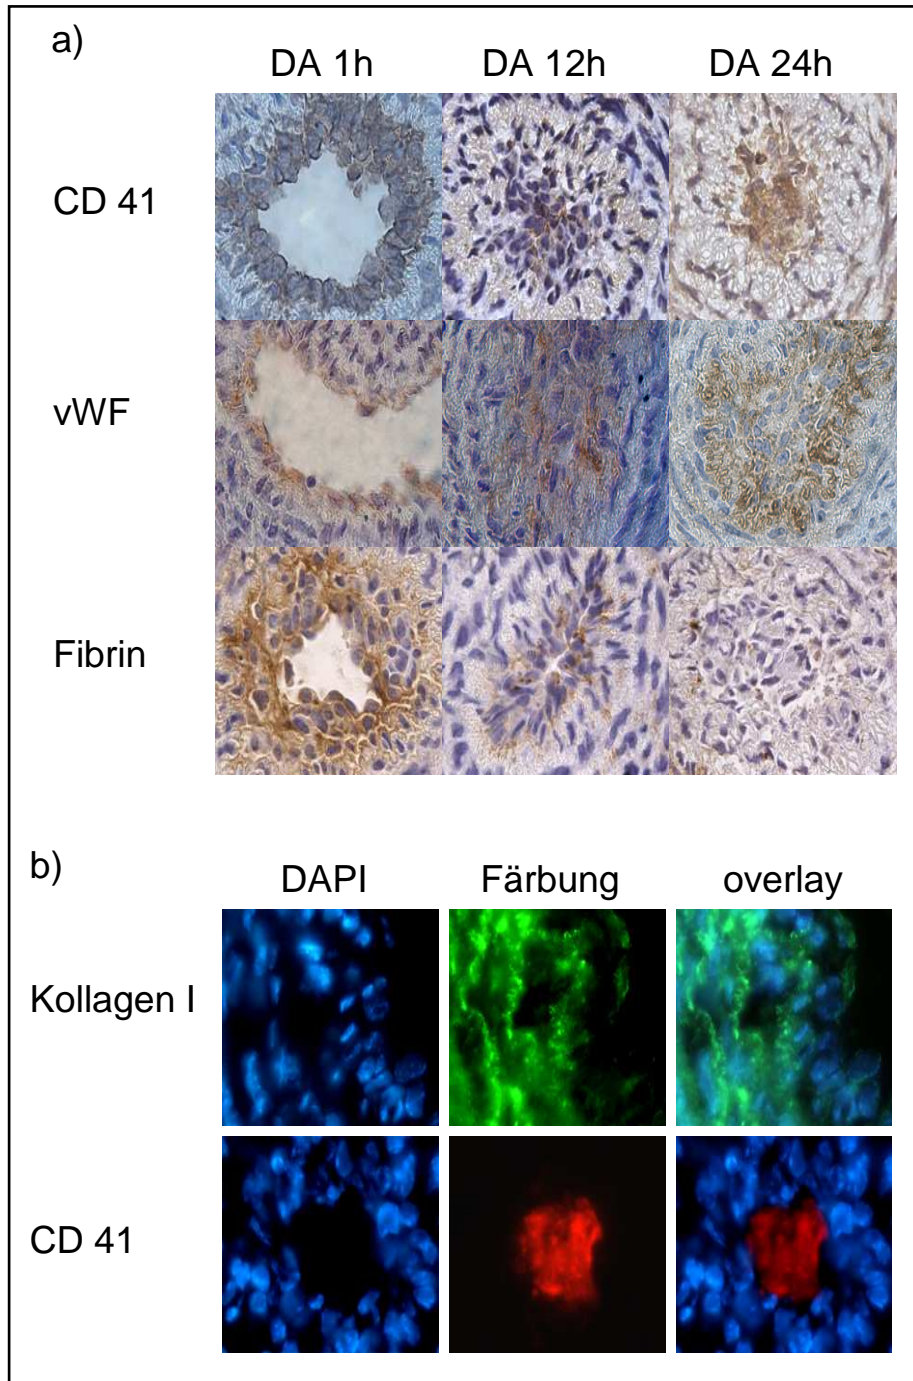 a)
DA 1h DA 12h DA 24h
CD 41
vWF
Fibrin
b)
DAPI Färbung overlay
Kollagen I
CD 41